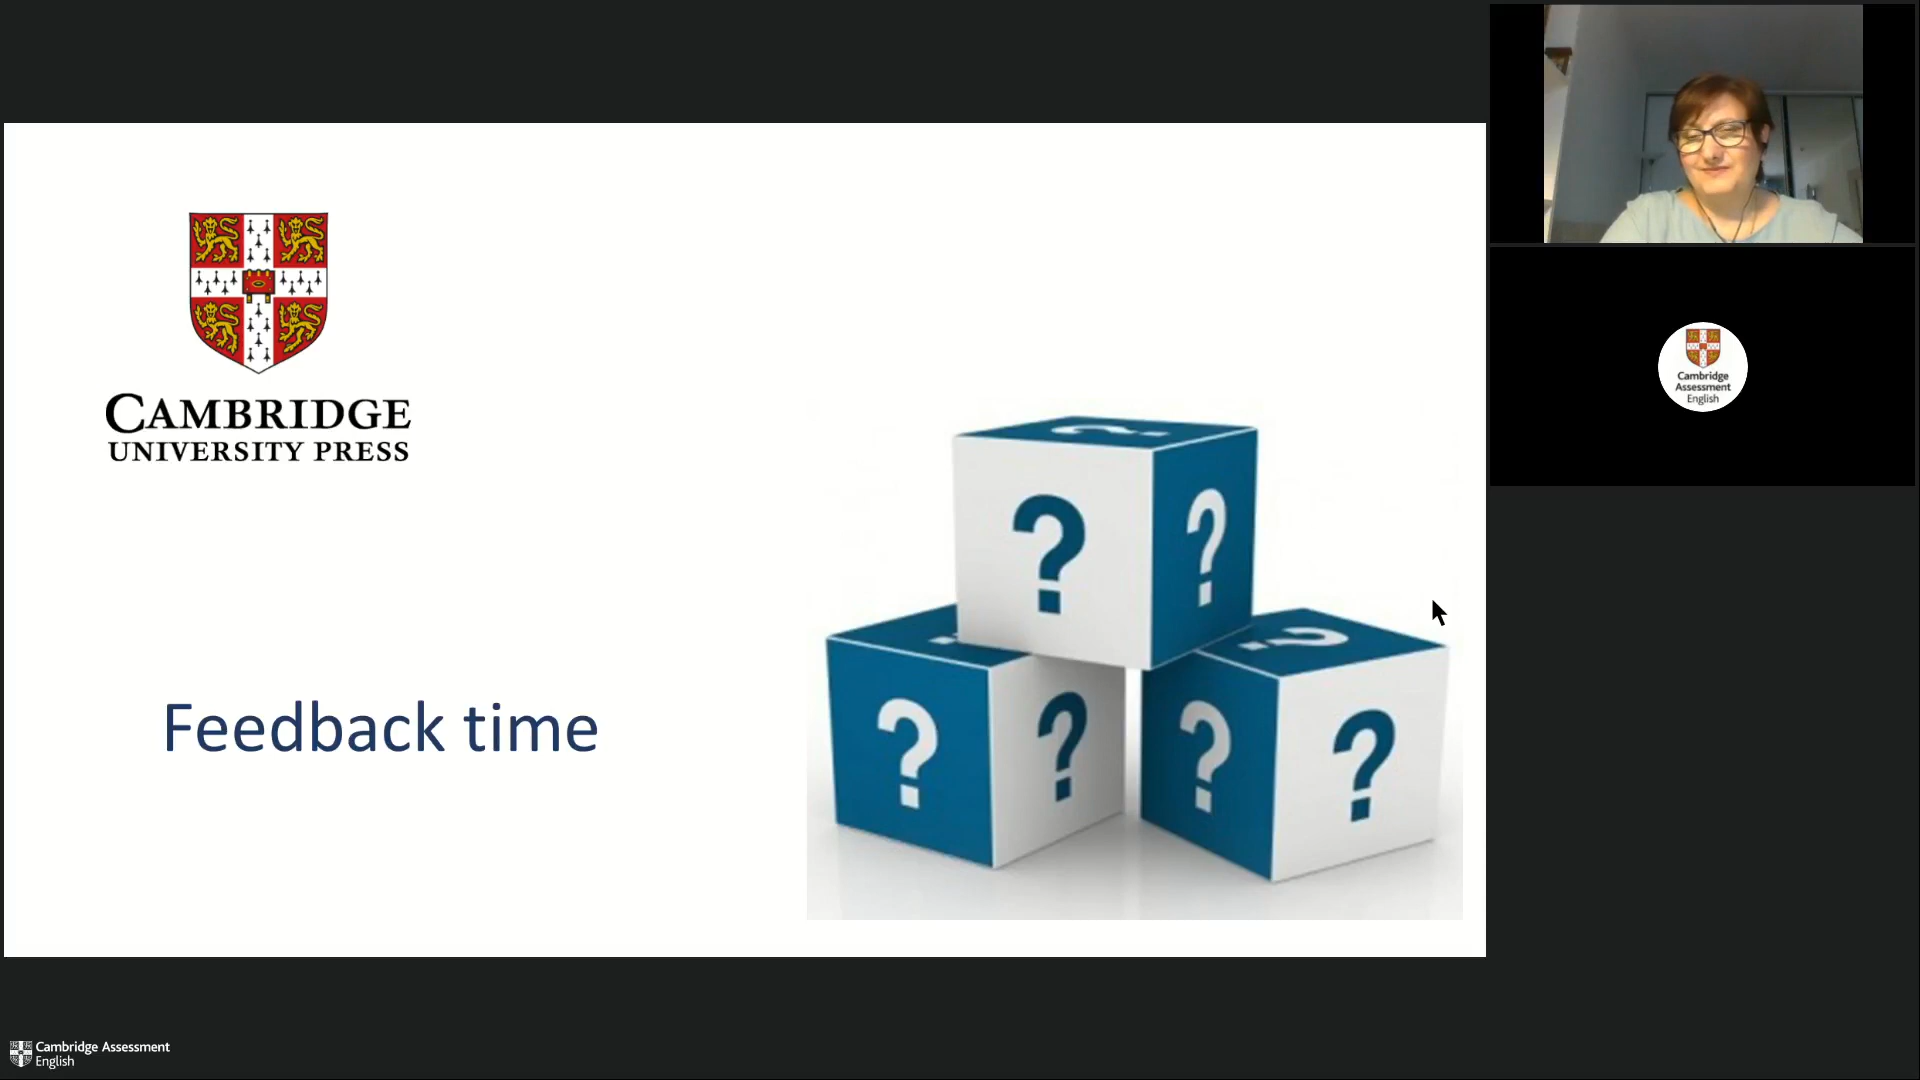 CAMBRIDGE
UNIVERSITY PRESS
Feedback time
?
?
?
?
?
?
?
?
?
Cambridge
Assessment
English
Cambridge Assessment
English